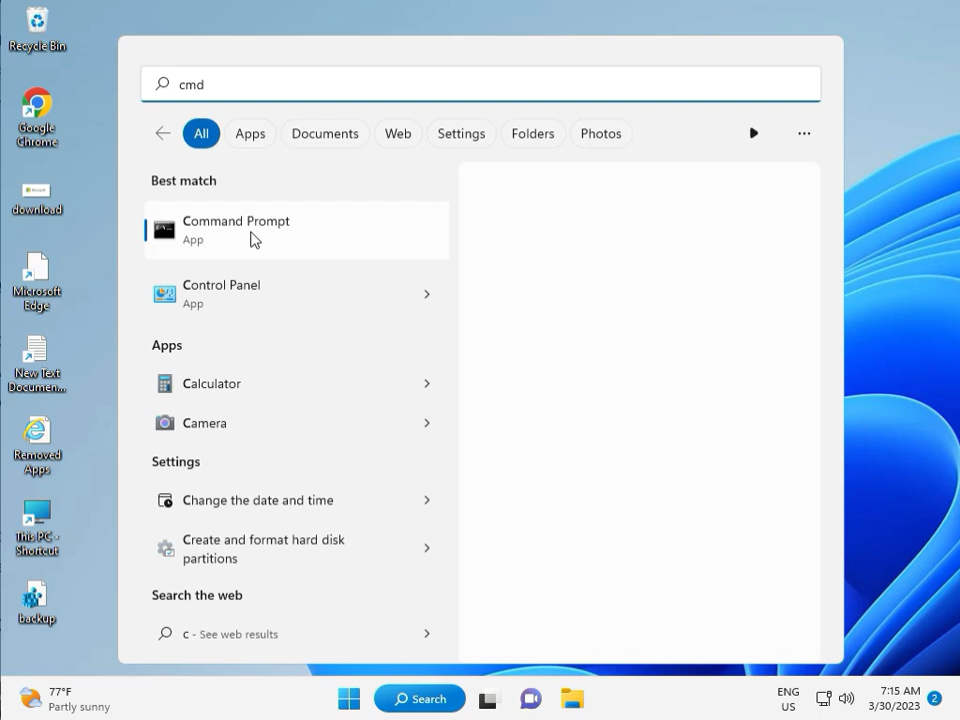 Recycle Bin
Google
Chrome
download
Microsoft
Edge
New Text
Documen...
Removed
Apps
This PC -
Shortcut
backup
cmd
All
Apps
Documents
Web
Settings
Folders
Photos
Best match
Command Prompt
App
Control Panel
App
Apps
Calculator
Camera
Settings
Change the date and time
Create and format hard disk
partitions
Search the web
c - See web results
77°F
Partly sunny
Search
ENG
US
7:15 AM
3/30/2023
2